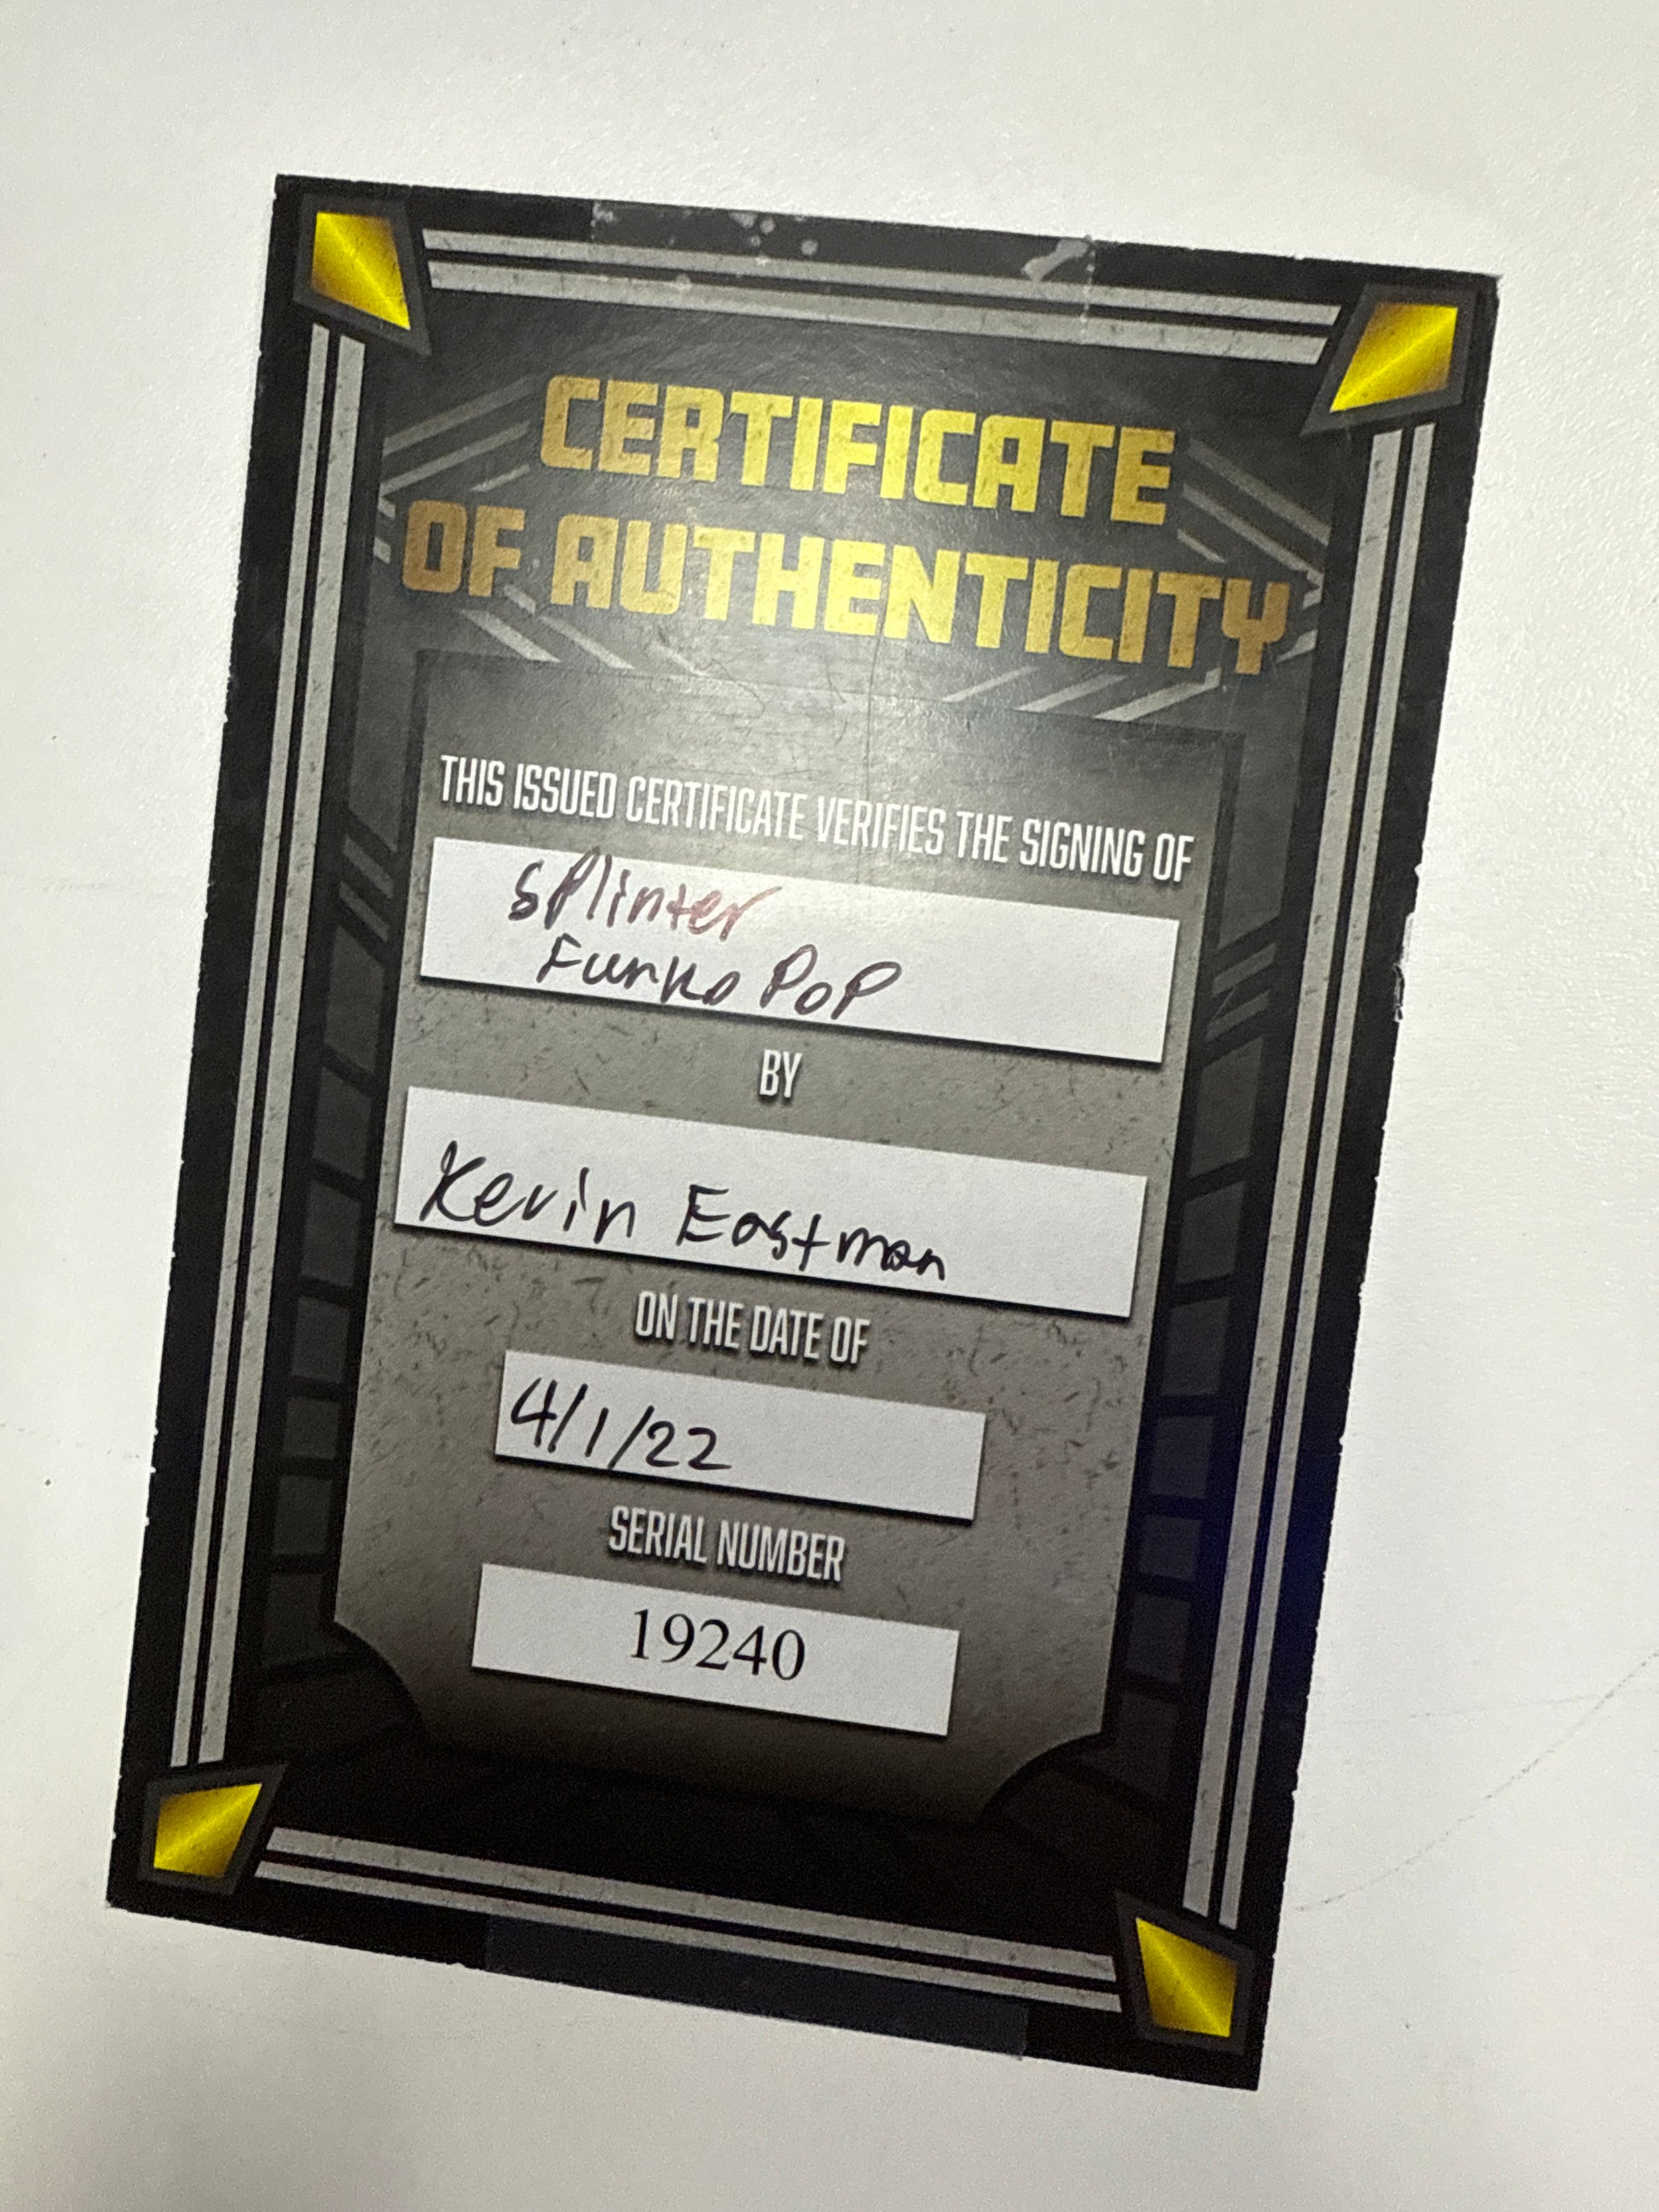 CERTIFICATE
OF AUTHENTICITY
THIS ISSUED CERTIFICATE VERIFIES THE SIGNING OF
Splinter
Funko PoP
BY
Kevin Eastman
ON THE DATE OF
4/1/22
SERIAL NUMBER
19240